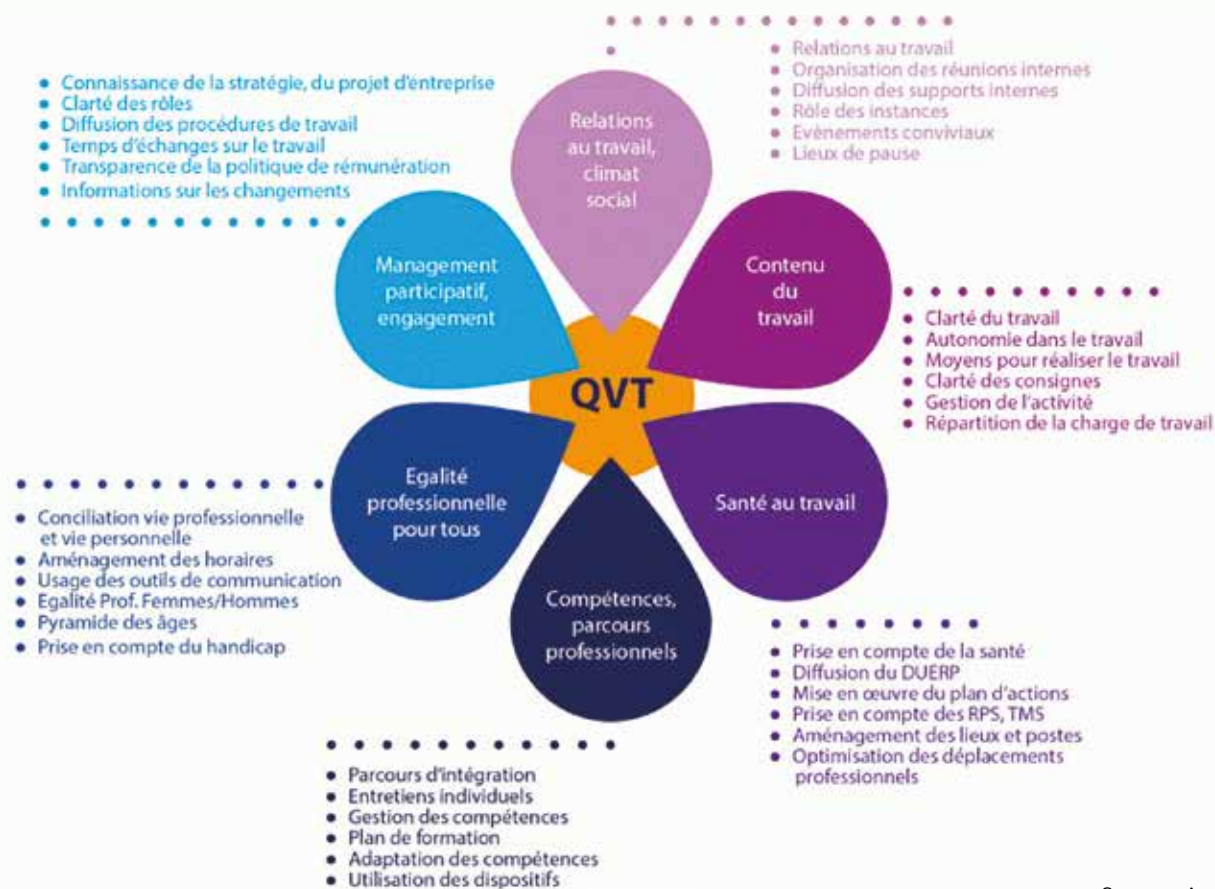 Relations
au travail,
climat
social
• Relations au travail
• Organisation des réunions internes
• Diffusion des supports internes
• Rôle des instances
• Evènements conviviaux
• Lieux de pause
Contenu
du
travail
• Clarté du travail
• Autonomie dans le travail
• Moyens pour réaliser le travail
• Clarté des consignes
• Gestion de l'activité
• Répartition de la charge de travail
Santé au travail
• Prise en compte de la santé
• Diffusion du DUERP
• Mise en œuvre du plan d'actions
• Prise en compte des RPS, TMS
• Aménagement des lieux et postes
• Optimisation des déplacements
professionnels
Compétences,
parcours
professionnels
• Parcours d'intégration
• Entretiens individuels
• Gestion des compétences
• Plan de formation
• Adaptation des compétences
• Utilisation des dispositifs
Egalité
professionnelle
pour tous
• Conciliation vie professionnelle
et vie personnelle
• Aménagement des horaires
• Usage des outils de communication
• Egalité Prof. Femmes/Hommes
• Pyramide des âges
• Prise en compte du handicap
Management
participatif,
engagement
• Connaissance de la stratégie, du projet d'entreprise
• Clarté des rôles
• Diffusion des procédures de travail
• Temps d'échanges sur le travail
• Transparence de la politique de rémunération
• Informations sur les changements
QVT